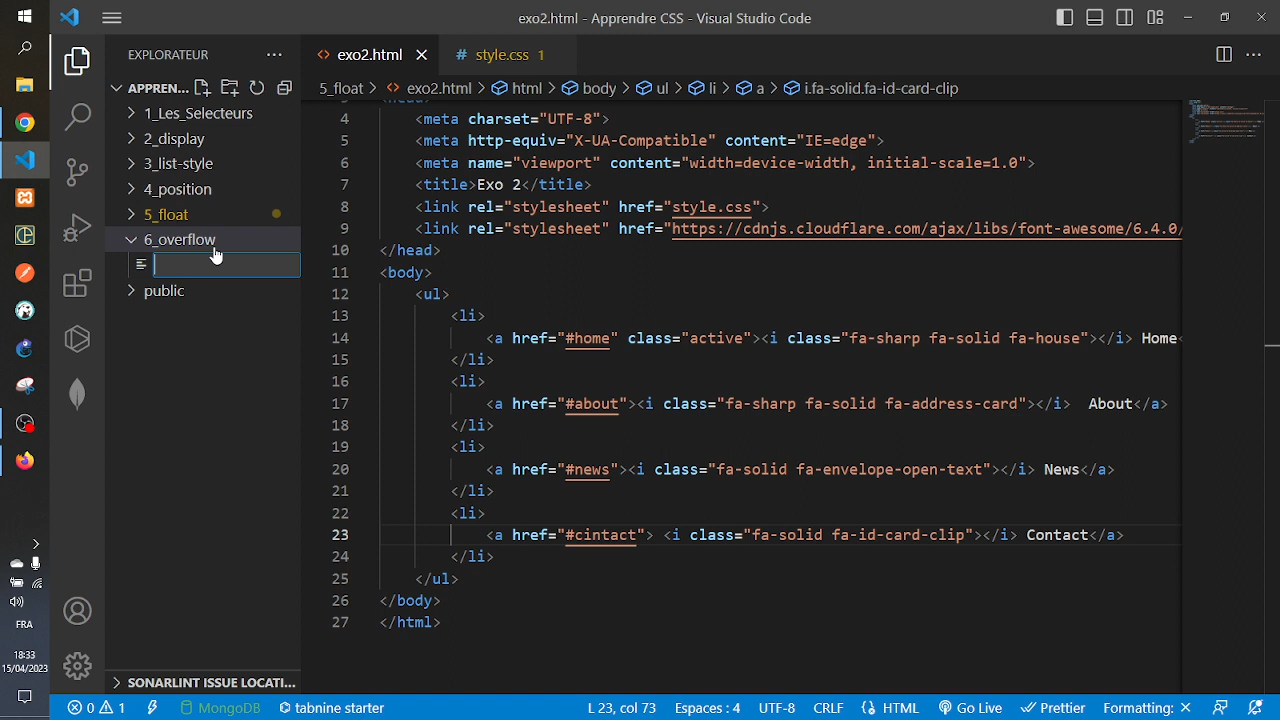 exo2.html - Apprendre CSS - Visual Studio Code
EXPLORATEUR
exo2.html
# style.css 1
APPREN...
5_float > exo2.html > html > body > ul > li > a > i.fa-solid.fa-id-card-clip
1_Les_Selecteurs
2_display
3_list-style
4_position
5_float
6_overflow
public
4 <meta charset="UTF-8">
5 <meta http-equiv="X-UA-Compatible" content="IE=edge">
6 <meta name="viewport" content="width=device-width, initial-scale=1.0">
7 <title>Exo 2</title>
8 <link rel="stylesheet" href="style.css">
9 <link rel="stylesheet" href="https://cdnjs.cloudflare.com/ajax/libs/font-awesome/6.4.0/
10 </head>
11 <body>
12 <ul>
13 <li>
14 <a href="#home" class="active"><i class="fa-sharp fa-solid fa-house"></i> Home<
15 </li>
16 <li>
17 <a href="#about"><i class="fa-sharp fa-solid fa-address-card"></i> About</a>
18 </li>
19 <li>
20 <a href="#news"><i class="fa-solid fa-envelope-open-text"></i> News</a>
21 </li>
22 <li>
23 <a href="#cintact"> <i class="fa-solid fa-id-card-clip"></i> Contact</a>
24 </li>
25 </ul>
26 </body>
27 </html>
FRA
18:33
15/04/2023
SONARLINT ISSUE LOCATI...
0 1 MongoDB tabnine starter L 23, col 73 Espaces : 4 UTF-8 CRLF HTML Go Live Prettier Formatting: ×